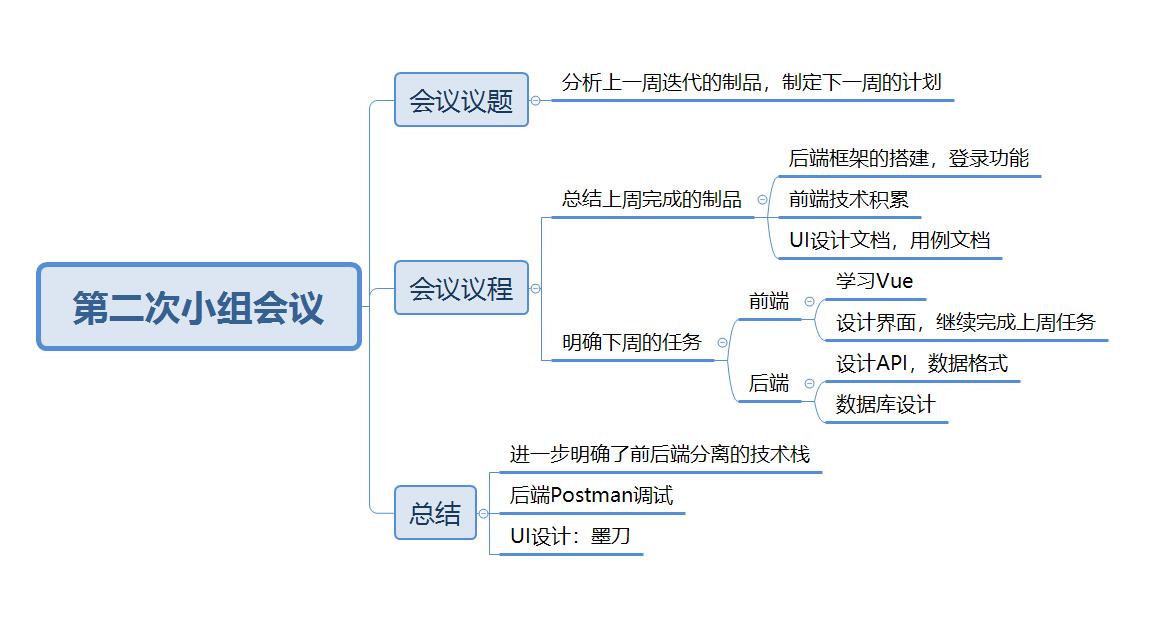 第二次小组会议
会议议题
分析上一周迭代的制品，制定下一周的计划
会议议程
总结上周完成的制品
后端框架的搭建，登录功能
前端技术积累
UI设计文档，用例文档
明确下周的任务
前端
学习Vue
设计界面，继续完成上周任务
后端
设计API，数据格式
数据库设计
总结
进一步明确了前后端分离的技术栈
后端Postman调试
UI设计：墨刀